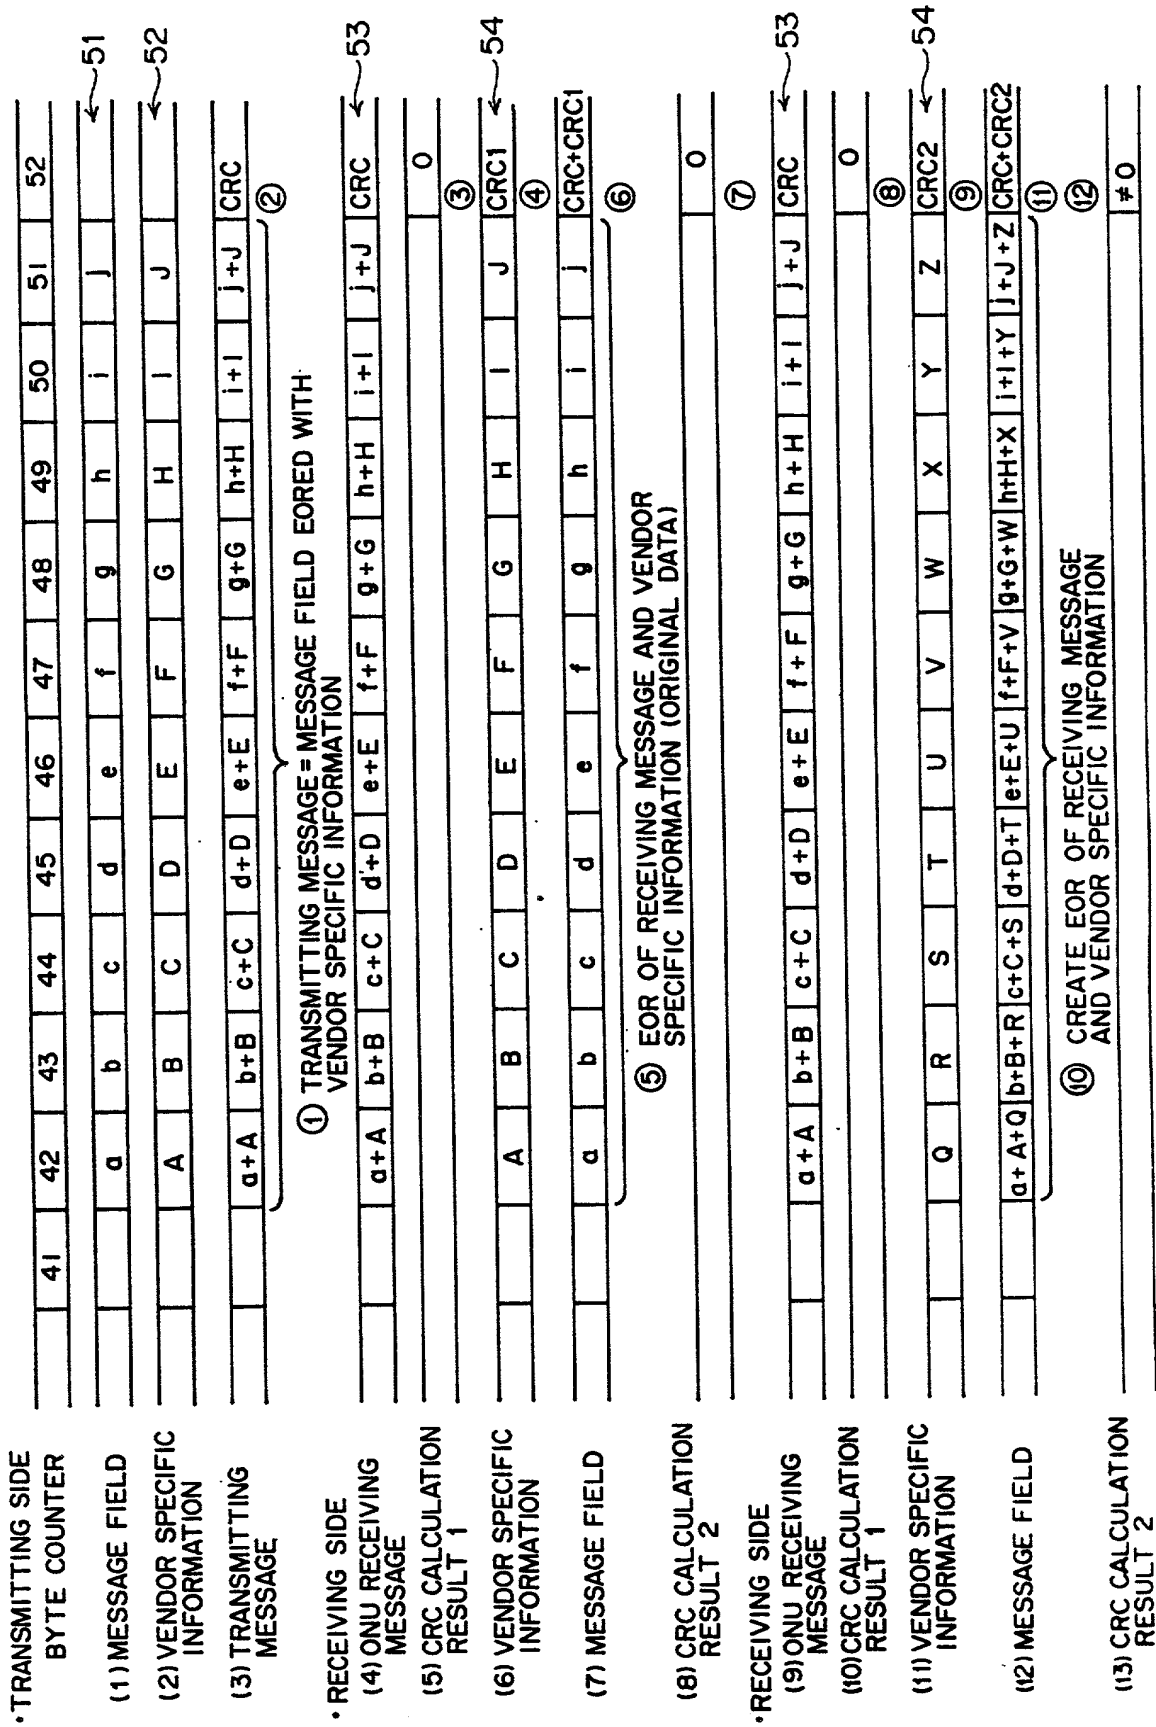 •TRANSMITTING SIDE
BYTE COUNTER 41 42 43 44 45 46 47 48 49 50 51 52
(1) MESSAGE FIELD a b c d e f g h i j 51
(2) VENDOR SPECIFIC INFORMATION A B C D E F G H I J 52
(3) TRANSMITTING MESSAGE a+A b+B c+C d+D e+E f+F g+G h+H i+I j+J CRC
②
① TRANSMITTING MESSAGE = MESSAGE FIELD EORED WITH
VENDOR SPECIFIC INFORMATION
•RECEIVING SIDE
(4) ONU RECEIVING MESSAGE a+A b+B c+C d+D e+E f+F g+G h+H i+I j+J CRC 53
(5) CRC CALCULATION RESULT 1 0
③
(6) VENDOR SPECIFIC INFORMATION A B C D E F G H I J CRC1 54
④
(7) MESSAGE FIELD a b c d e f g h i j CRC+CRC1
⑥
⑤ EOR OF RECEIVING MESSAGE AND VENDOR
SPECIFIC INFORMATION (ORIGINAL DATA)
(8) CRC CALCULATION RESULT 2 0
⑦
•RECEIVING SIDE
(9) ONU RECEIVING MESSAGE a+A b+B c+C d+D e+E f+F g+G h+H i+I j+J CRC 53
(10) CRC CALCULATION RESULT 1 0
⑧
(11) VENDOR SPECIFIC INFORMATION Q R S T U V W X Y Z CRC2 54
⑨
(12) MESSAGE FIELD a+A+Q b+B+R c+C+S d+D+T e+E+U f+F+V g+G+W h+H+X i+I+Y j+J+Z CRC+CRC2
⑪
⑩ CREATE EOR OF RECEIVING MESSAGE
AND VENDOR SPECIFIC INFORMATION
⑫
(13) CRC CALCULATION RESULT 2 ≠0